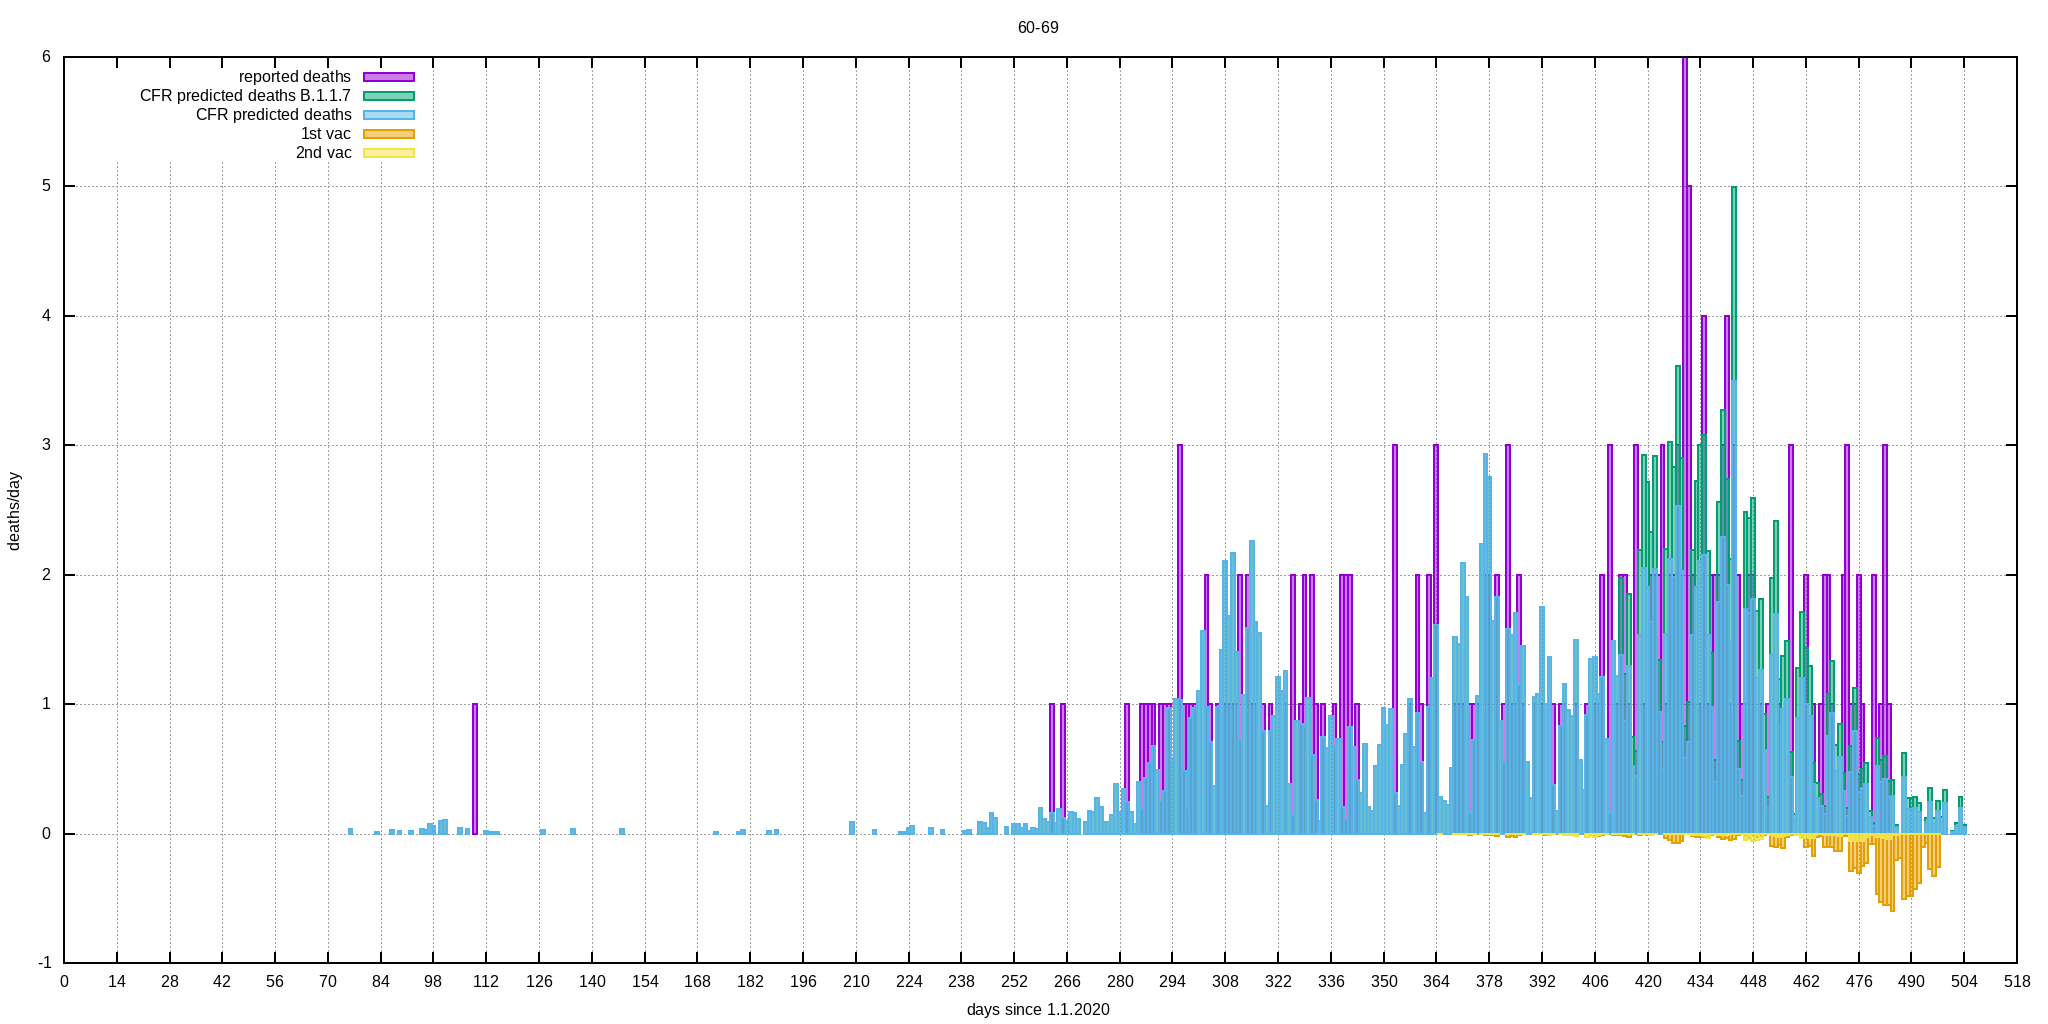 60-69
reported deaths
CFR predicted deaths B.1.1.7
CFR predicted deaths
1st vac
2nd vac
6
5
4
3
2
1
0
-1
deaths/day
0 14 28 42 56 70 84 98 112 126 140 154 168 182 196 210 224 238 252 266 280 294 308 322 336 350 364 378 392 406 420 434 448 462 476 490 504 518
days since 1.1.2020